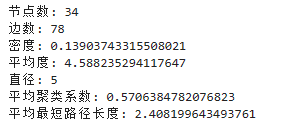 节点数: 34
边数: 78
密度: 0.13903743315508021
平均度: 4.588235294117647
直径: 5
平均聚类系数: 0.5706384782076823
平均最短路径长度: 2.408199643493761